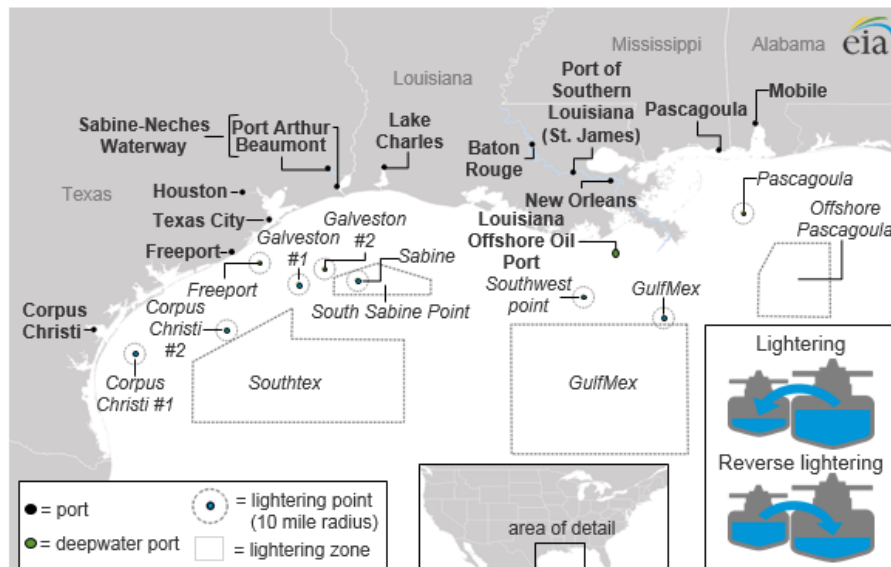 Mississippi
Alabama
eia
Louisiana
Texas
Port of
Southern
Louisiana
(St. James)
Pascagoula
Mobile
Sabine-Neches
Waterway
Port Arthur
Beaumont
Lake
Charles
Baton
Rouge
New Orleans
Houston
Texas City
Freeport
Corpus
Christi
Louisiana
Offshore Oil
Port
Pascagoula
Offshore
Pascagoula
Galveston
#1
Galveston
#2
Sabine
Freeport
South Sabine Point
Southwest
point
GulfMex
Corpus
Christi
#2
Corpus
Christi #1
Southtex
GulfMex
Lightering
Reverse lightering
= port
= deepwater port
= lightering point
(10 mile radius)
= lightering zone
area of detail